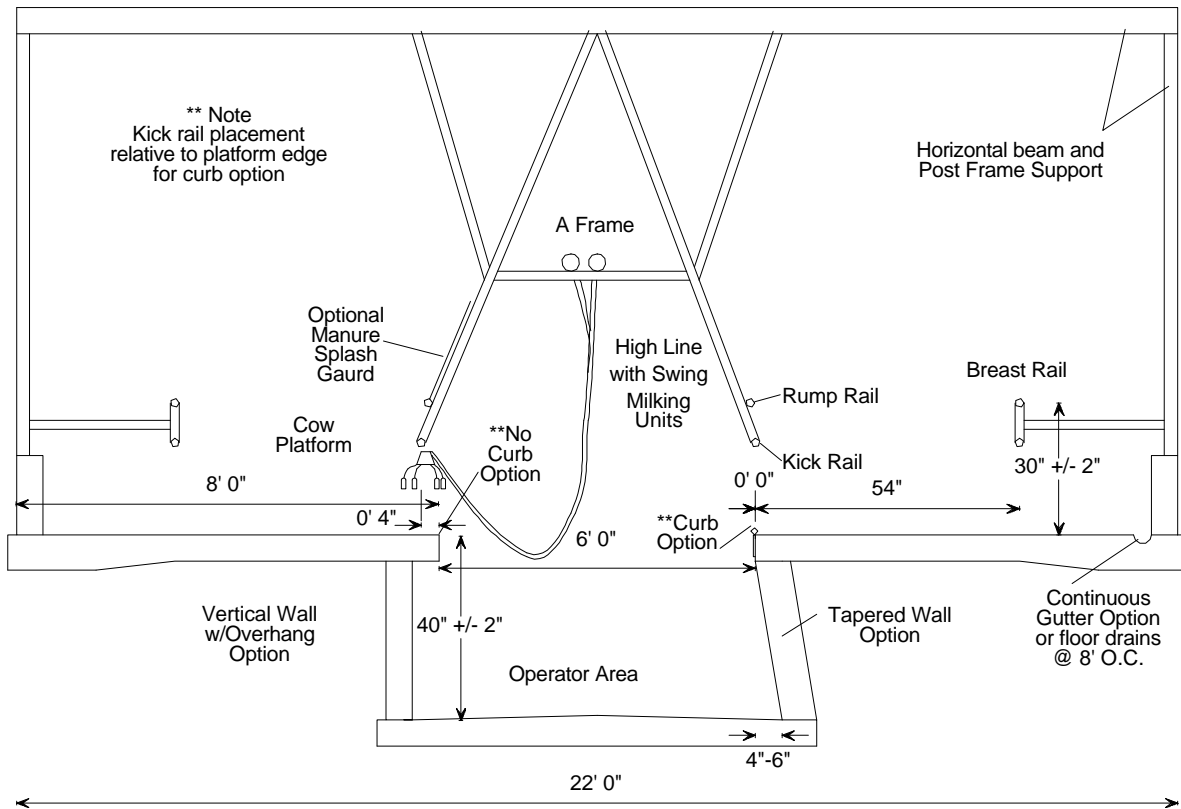 ** Note
Kick rail placement
relative to platform edge
for curb option
Horizontal beam and
Post Frame Support
A Frame
Optional
Manure
Splash
Gaurd
High Line
with Swing
Milking
Units
Breast Rail
Rump Rail
Cow
Platform
**No
Curb
Option
Kick Rail
30" +/- 2"
8' 0"
0' 0"
54"
0' 4"
6' 0"
**Curb
Option
Vertical Wall
w/Overhang
Option
40" +/- 2"
Tapered Wall
Option
Continuous
Gutter Option
or floor drains
@ 8' O.C.
Operator Area
4"-6"
22' 0"